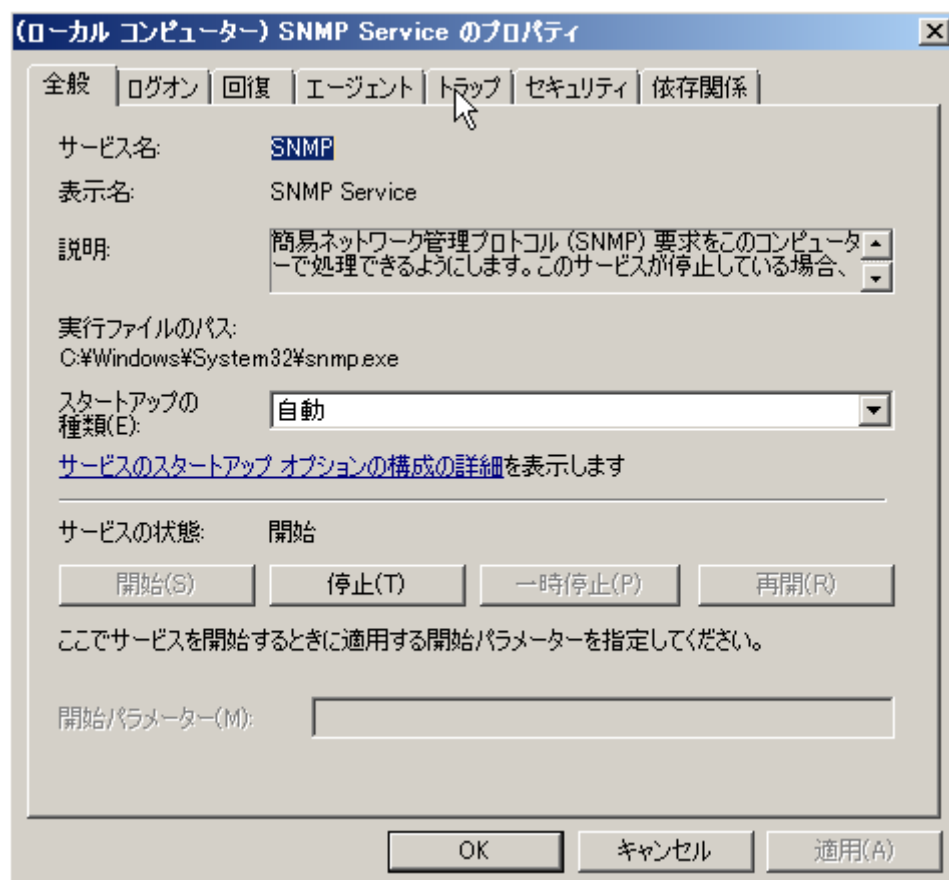 (ローカル コンピューター) SNMP Service のプロパティ
全般 ログオン 回復 エージェント トラップ セキュリティ 依存関係
サービス名: SNMP
表示名: SNMP Service
説明: 簡易ネットワーク管理プロトコル (SNMP) 要求をこのコンピュータ
ーで処理できるようにします。このサービスが停止している場合、
実行ファイルのパス:
C:¥Windows¥System32¥snmp.exe
スタートアップの
種類(E): 自動
サービスのスタートアップ オプションの構成の詳細を表示します
サービスの状態: 開始
開始(S) 停止(T) 一時停止(P) 再開(R)
ここでサービスを開始するときに適用する開始パラメーターを指定してください。
開始パラメーター(M):
OK キャンセル 適用(A)